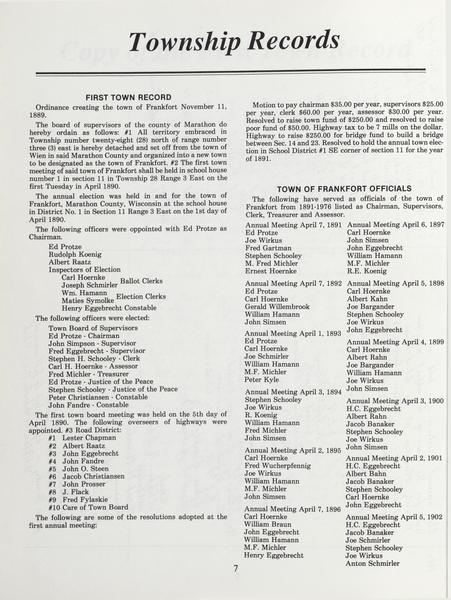 Township Records
FIRST TOWN RECORD
Ordinance creating the town of Frankfort November 11,
1889.
The board of supervisors of the county of Marathon do
hereby ordain as follows: #1 All territory embraced in
Township number twenty-eight (28) north of range number
three (3) east is hereby detached and set off from the town of
Wien in said Marathon County and organized into a new town
to be designated as the town of Frankfort. #2 The first town
meeting of said town of Frankfort shall be held in school house
number 1 in section 11 in Township 28 Range 3 East on the
first Tuesday in April 1890.
The annual election was held in and for the town of
Frankfort, Marathon County, Wisconsin at the school house
in District No. 1 in Section 11 Range 3 East on the 1st day of
April 1890.
The following officers were appointed with Ed Protze as
Chairman.
Ed Protze
Rudolph Koenig
Albert Raatz
Inspectors of Election
Carl Hoernke
Joseph Schmirler Ballot Clerks
Wm. Hamann
Maties Symolke Election Clerks
Henry Eggebrecht Constable
The following officers were elected:
Town Board of Supervisors
Ed Protze - Chairman
John Simpson - Supervisor
Fred Eggebrecht - Supervisor
Stephen H. Schooley - Clerk
Carl H. Hoernke - Assessor
Fred Michler - Treasurer
Ed Protze - Justice of the Peace
Stephen Schooley - Justice of the Peace
Peter Christiansen - Constable
John Fandre - Constable
The first town board meeting was held on the 5th day of
April 1890. The following overseers of highways were
appointed. #3 Road District:
#1 Lester Chapman
#2 Albert Raatz
#3 John Eggebrecht
#4 John Fandre
#5 John O. Steen
#6 Jacob Christiansen
#7 John Prosser
#8 J. Flack
#9 Fred Fylaskie
#10 Care of Town Board
The following are some of the resolutions adopted at the
first annual meeting:
Motion to pay chairman $35.00 per year, supervisors $25.00
per year, clerk $60.00 per year, assessor $30.00 per year.
Resolved to raise town fund of $250.00 and resolved to raise
poor fund of $50.00. Highway tax to be 7 mills on the dollar.
Highway to raise $250.00 for bridge fund to build a bridge
between Sec. 14 and 23. Resolved to hold the annual town elec-
tion in School District #1 SE corner of section 11 for the year
of 1891.
TOWN OF FRANKFORT OFFICIALS
The following have served as officials of the town of
Frankfort from 1891-1976 listed as Chairman, Supervisors,
Clerk, Treasurer and Assessor.
Annual Meeting April 7, 1891
Ed Protze
Joe Wirkus
Fred Gartman
Stephen Schooley
M. Fred Michler
Ernest Hoernke
Annual Meeting April 7, 1892
Ed Protze
Carl Hoernke
Gerald Willembrook
William Hamann
John Simsen
Annual Meeting April 1, 1893
Ed Protze
Carl Hoernke
Joe Schmirler
William Hamann
M.F. Michler
Peter Kyle
Annual Meeting April 3, 1894
Stephen Schooley
Joe Wirkus
R. Koenig
William Hamann
Fred Michler
John Simsen
Annual Meeting April 2, 1895
Carl Hoernke
Fred Wucherpfennig
Joe Wirkus
William Hamann
M.F. Michler
John Simsen
Annual Meeting April 7, 1896
Carl Hoernke
William Braun
John Eggebrecht
William Hamann
M.F. Michler
Henry Eggebrecht
Annual Meeting April 6, 1897
Carl Hoernke
John Simsen
John Eggebrecht
William Hamann
M.F. Michler
R.E. Koenig
Annual Meeting April 5, 1898
Carl Hoernke
Albert Kahn
Joe Bargander
Stephen Schooley
Joe Wirkus
John Eggebrecht
Annual Meeting April 4, 1899
Carl Hoernke
Albert Rahn
Joe Bargander
William Hamann
Joe Wirkus
John Simsen
Annual Meeting April 3, 1900
H.C. Eggebrecht
Albert Rahn
Jacob Banaker
Stephen Schooley
Joe Wirkus
John Simsen
Annual Meeting April 2, 1901
H.C. Eggebrecht
Albert Bahn
Jacob Banaker
Stephen Schooley
Carl Hoernke
John Eggebrecht
Annual Meeting April 5, 1902
H.C. Eggebrecht
Jacob Banaker
Joe Schmirler
Stephen Schooley
Joe Wirkus
Anton Schmirler
7